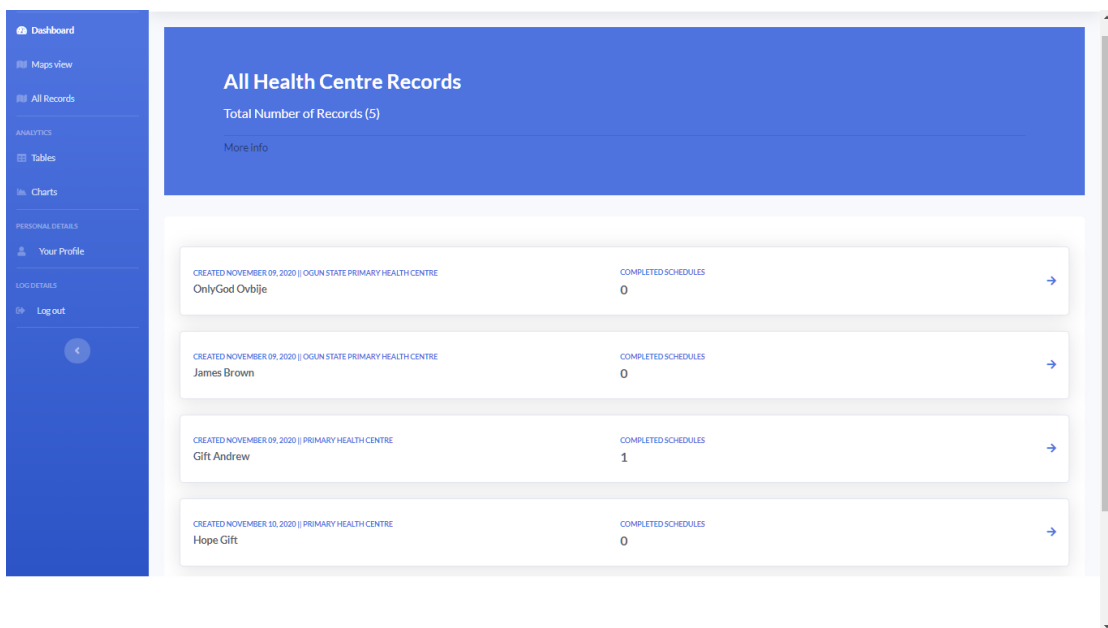 Dashboard
Maps view
All Records
ANALYTICS
Tables
Charts
PERSONAL DETAILS
Your Profile
LOG DETAILS
Log out
All Health Centre Records
Total Number of Records (5)
More info
CREATED NOVEMBER 09, 2020 || OGUN STATE PRIMARY HEALTH CENTRE
OnlyGod Ovbije
COMPLETED SCHEDULES
0
CREATED NOVEMBER 09, 2020 || OGUN STATE PRIMARY HEALTH CENTRE
James Brown
COMPLETED SCHEDULES
0
CREATED NOVEMBER 09, 2020 || PRIMARY HEALTH CENTRE
Gift Andrew
COMPLETED SCHEDULES
1
CREATED NOVEMBER 10, 2020 || PRIMARY HEALTH CENTRE
Hope Gift
COMPLETED SCHEDULES
0